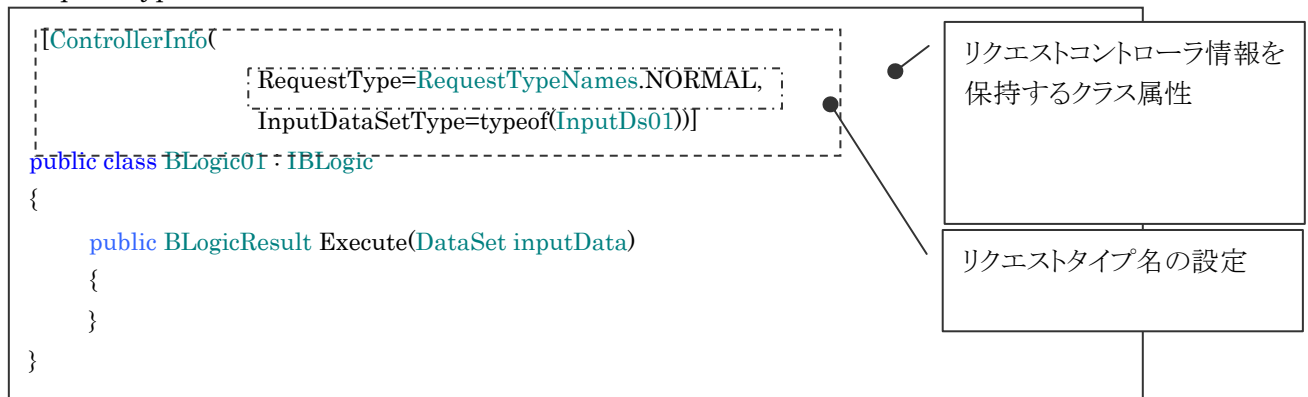 [ControllerInfo(
RequestType=RequestTypeNames.NORMAL,
InputDataSetType=typeof(InputDs01))]
public class BLogic01 : IBLogic
{
public BLogicResult Execute(DataSet inputData)
{
}
}
リクエストコントローラ情報を
保持するクラス属性
リクエストタイプ名の設定